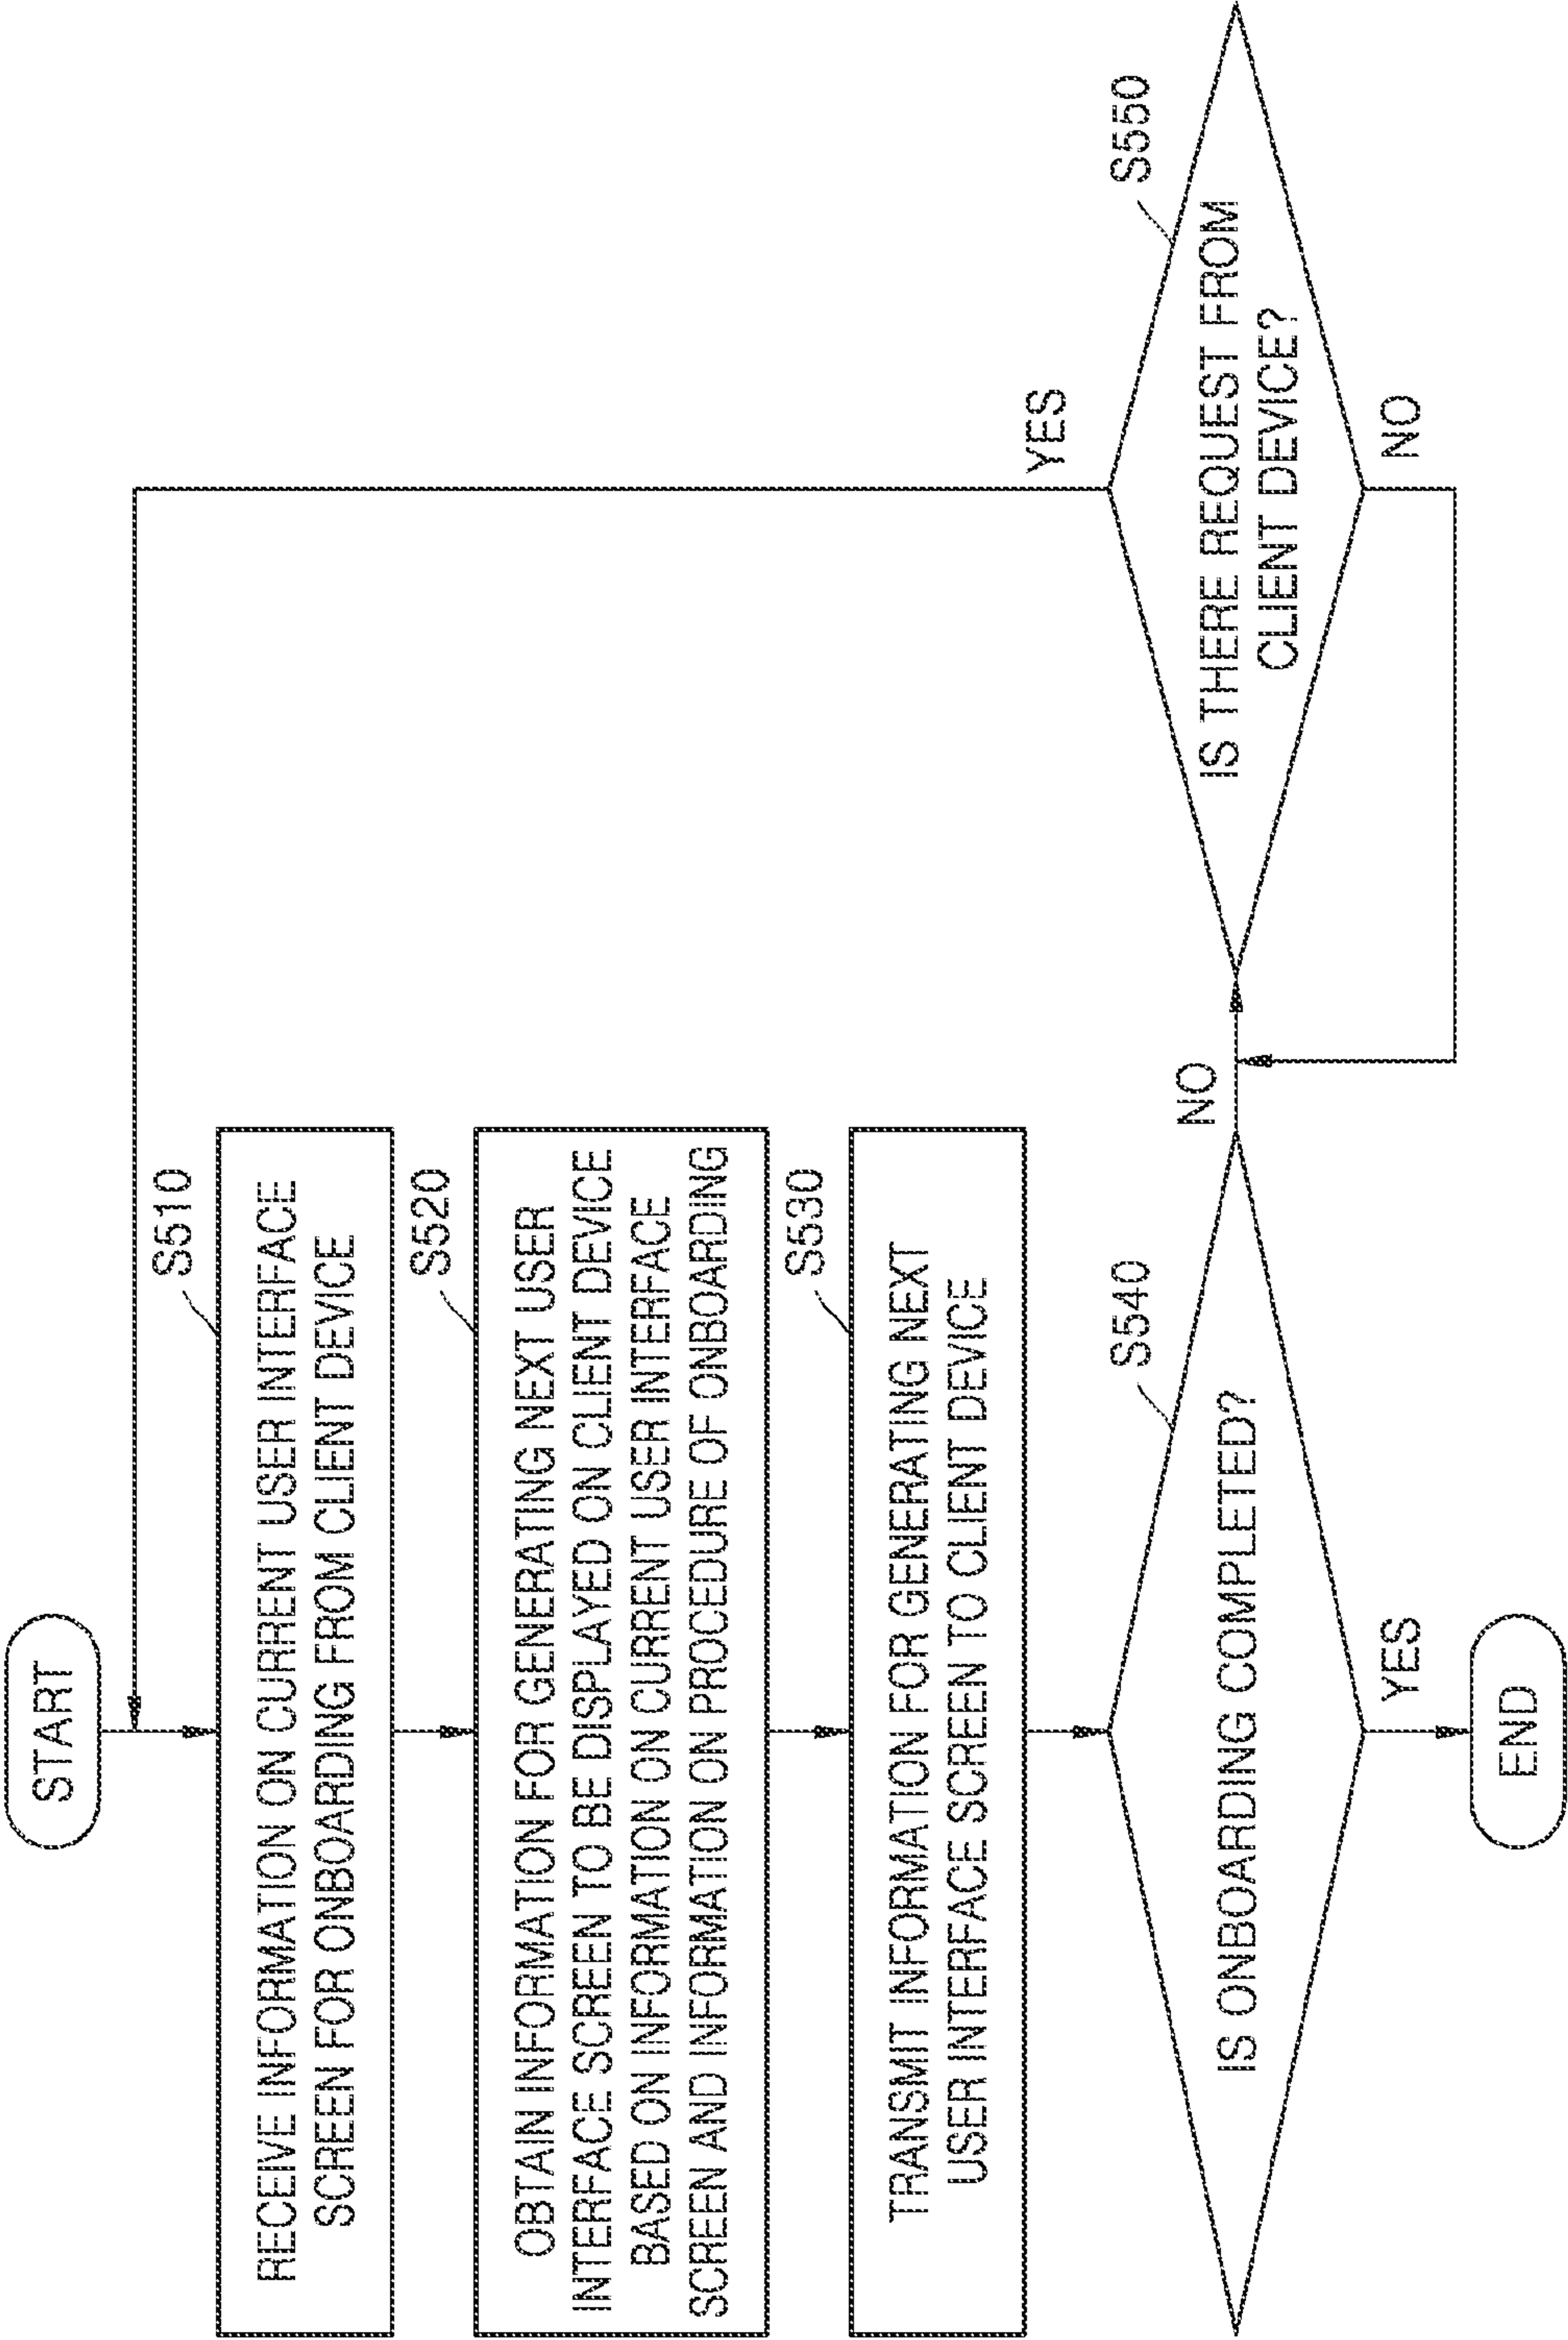 START
S510
RECEIVE INFORMATION ON CURRENT USER INTERFACE
SCREEN FOR ONBOARDING FROM CLIENT DEVICE
S520
OBTAIN INFORMATION FOR GENERATING NEXT USER
INTERFACE SCREEN TO BE DISPLAYED ON CLIENT DEVICE
BASED ON INFORMATION ON CURRENT USER INTERFACE
SCREEN AND INFORMATION ON PROCEDURE OF ONBOARDING
S530
TRANSMIT INFORMATION FOR GENERATING NEXT
USER INTERFACE SCREEN TO CLIENT DEVICE
S540
IS ONBOARDING COMPLETED?
NO
YES
S550
IS THERE REQUEST FROM
CLIENT DEVICE?
YES
NO
END